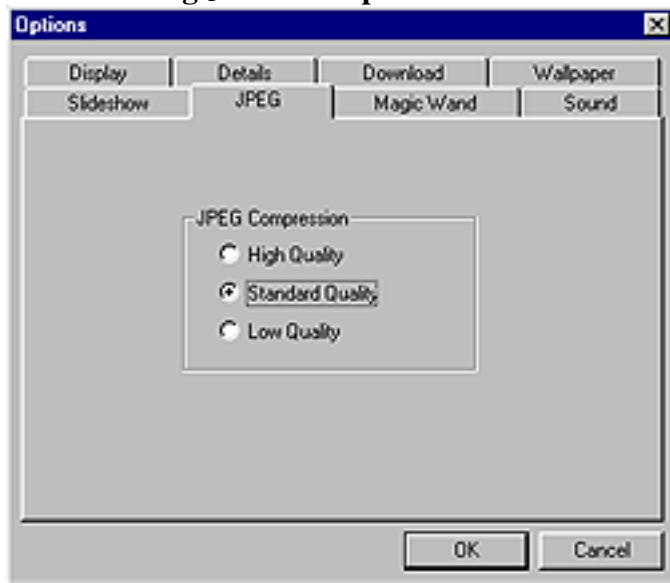 Options
Display Details Download Wallpaper
Slideshow JPEG Magic Wand Sound
JPEG Compression
High Quality
Standard Quality
Low Quality
OK Cancel